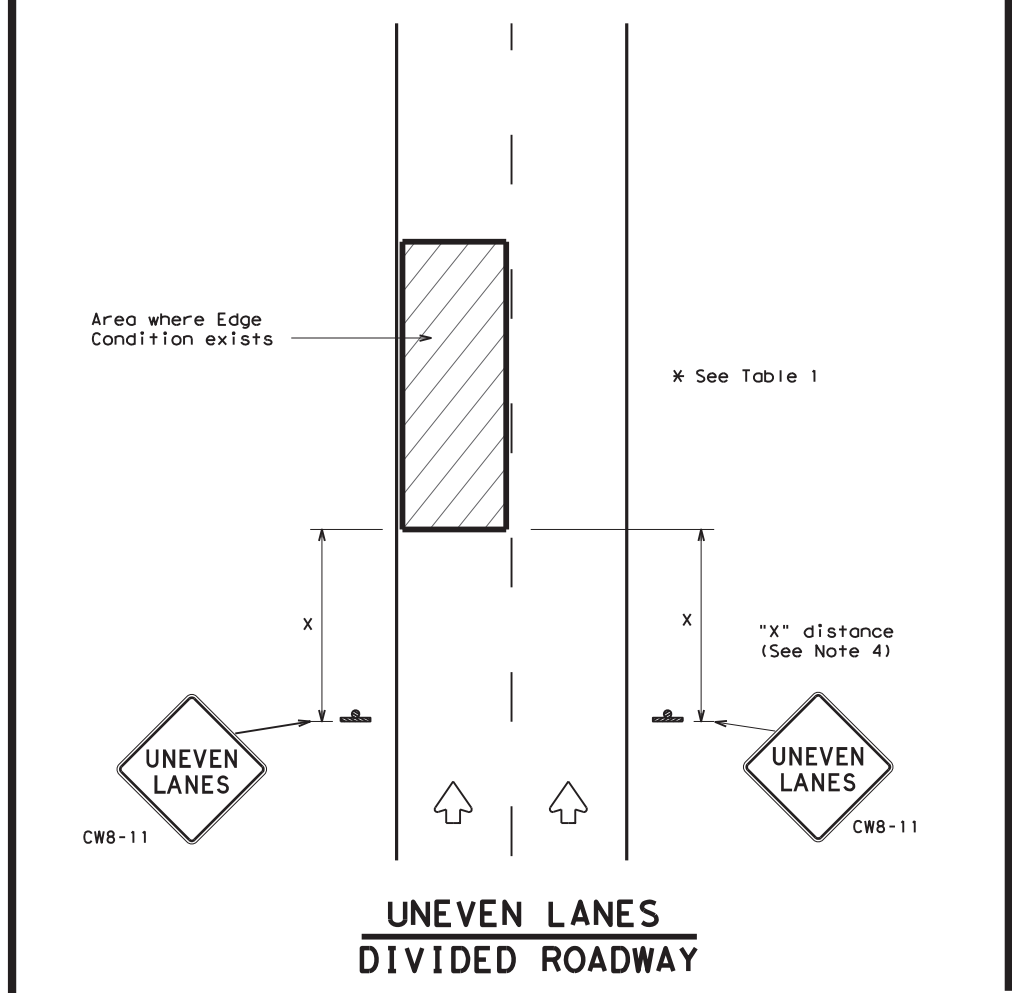 Area where Edge
Condition exists
* See Table 1
X
X
"X" distance
(See Note 4)
UNEVEN
LANES
CW8-11
UNEVEN
LANES
CW8-11
UNEVEN LANES
DIVIDED ROADWAY